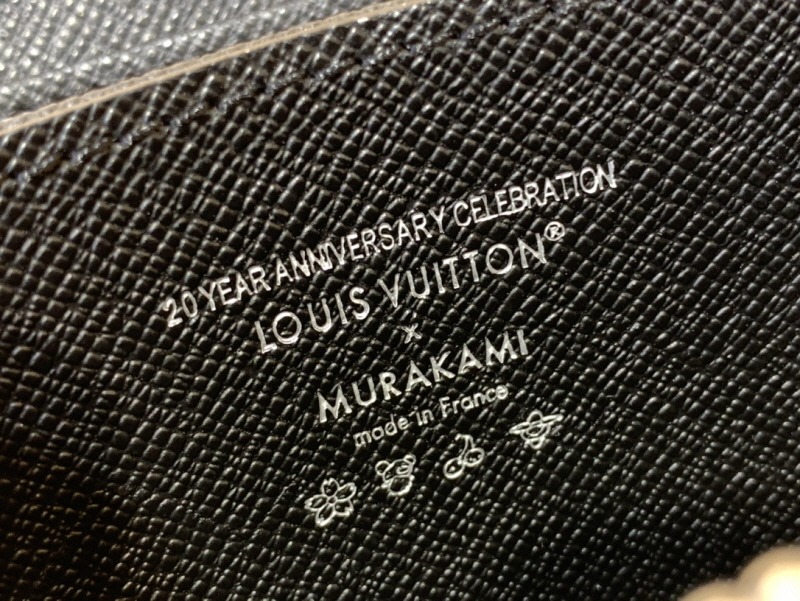 20 YEAR ANNIVERSARY CELEBRATION
LOUIS VUITTON®
x
MURAKAMI
made in France